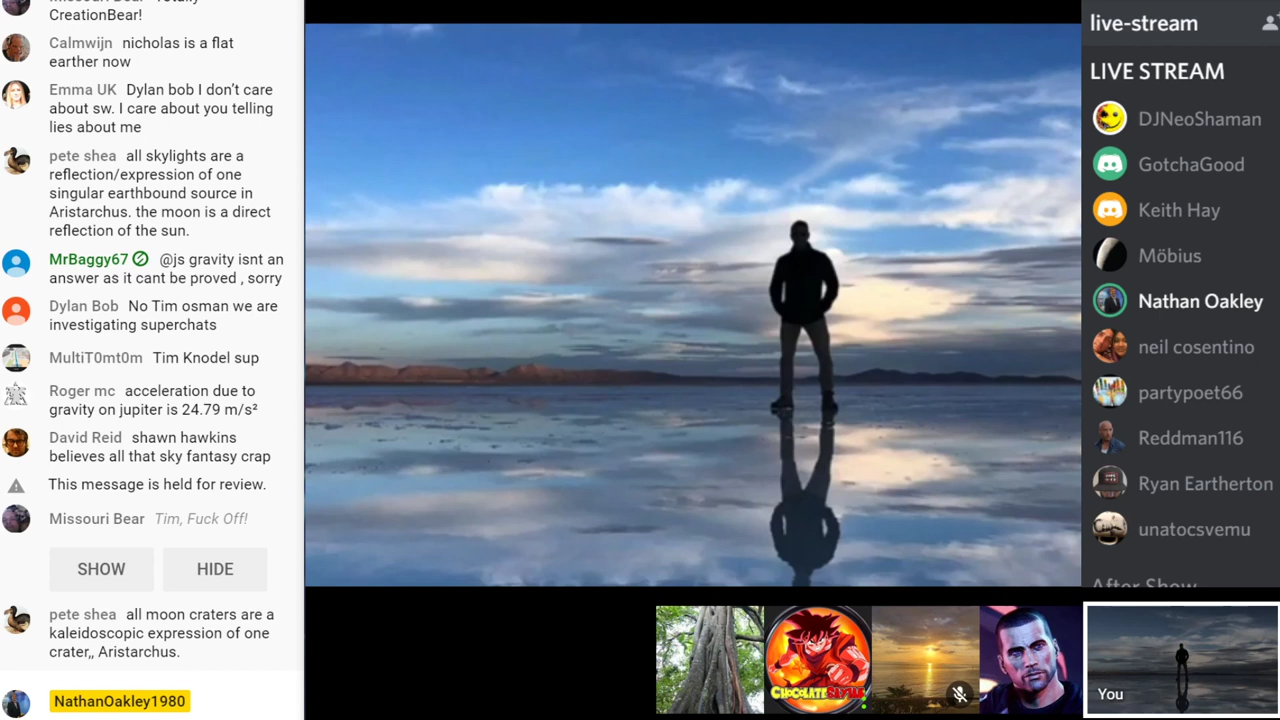 CreationBear!
Calmwijn nicholas is a flat
earther now
Emma UK Dylan bob I don't care
about sw. I care about you telling
lies about me
pete shea all skylights are a
reflection/expression of one
singular earthbound source in
Aristarchus. the moon is a direct
reflection of the sun.
MrBaggy67 @js gravity isnt an
answer as it cant be proved , sorry
Dylan Bob No Tim osman we are
investigating superchats
MultiT0mt0m Tim Knodel sup
Roger mc acceleration due to
gravity on jupiter is 24.79 m/s²
David Reid shawn hawkins
believes all that sky fantasy crap
This message is held for review.
Missouri Bear Tim, Fuck Off!
SHOW HIDE
pete shea all moon craters are a
kaleidoscopic expression of one
crater,, Aristarchus.
NathanOakley1980
CHOCOLATE
You
live-stream
LIVE STREAM
DJNeoShaman
GotchaGood
Keith Hay
Möbius
Nathan Oakley
neil cosentino
partypoet66
Reddman116
Ryan Eartherton
unatocsvemu
After Show